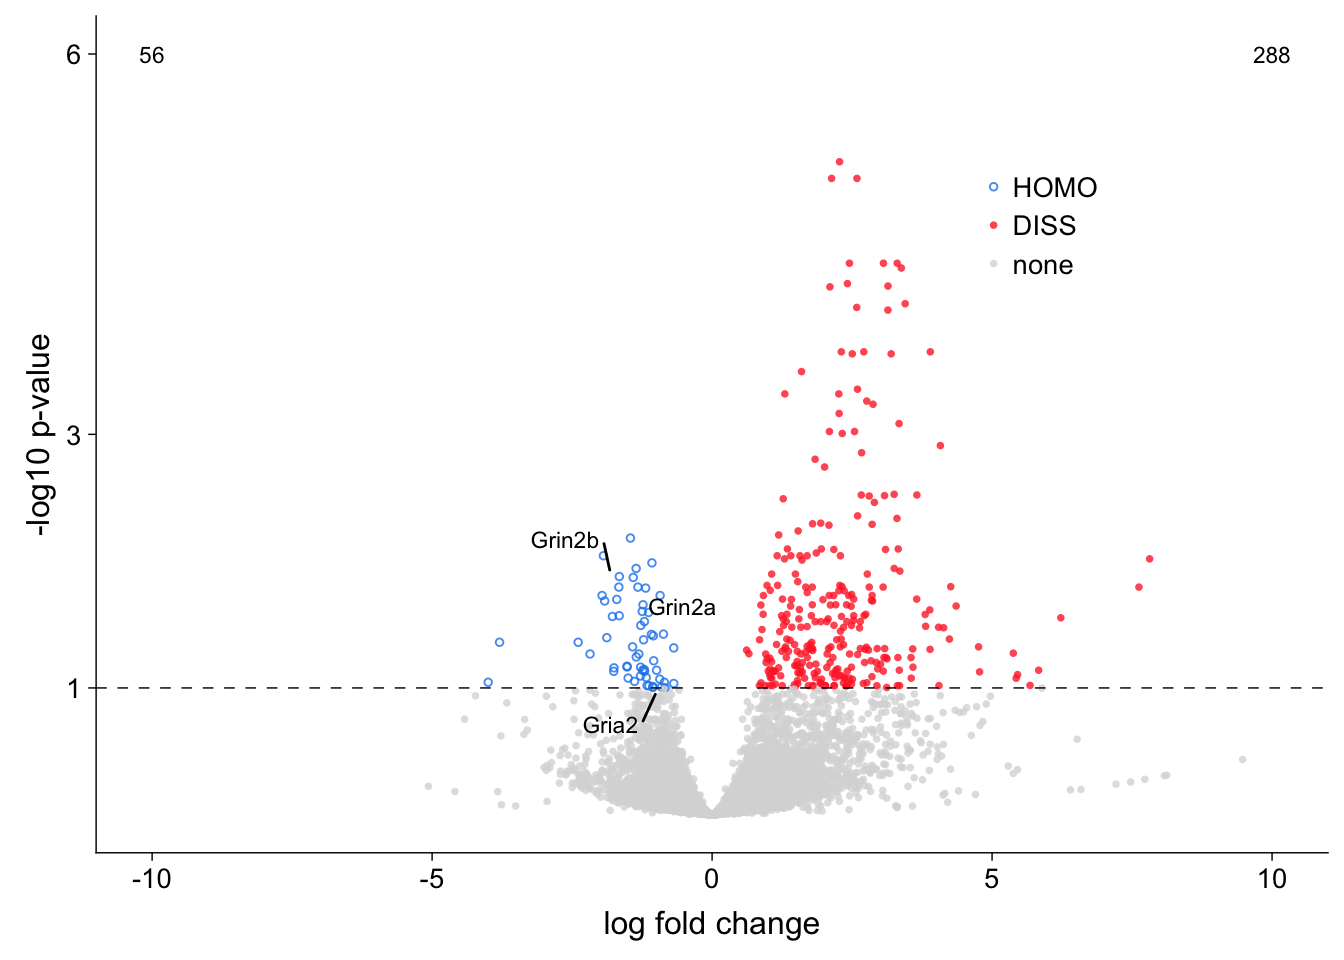 6
56
288
HOMO
DISS
none
-log10 p-value
3
Grin2b
Grin2a
1
Gria2
-10
-5
0
5
10
log fold change